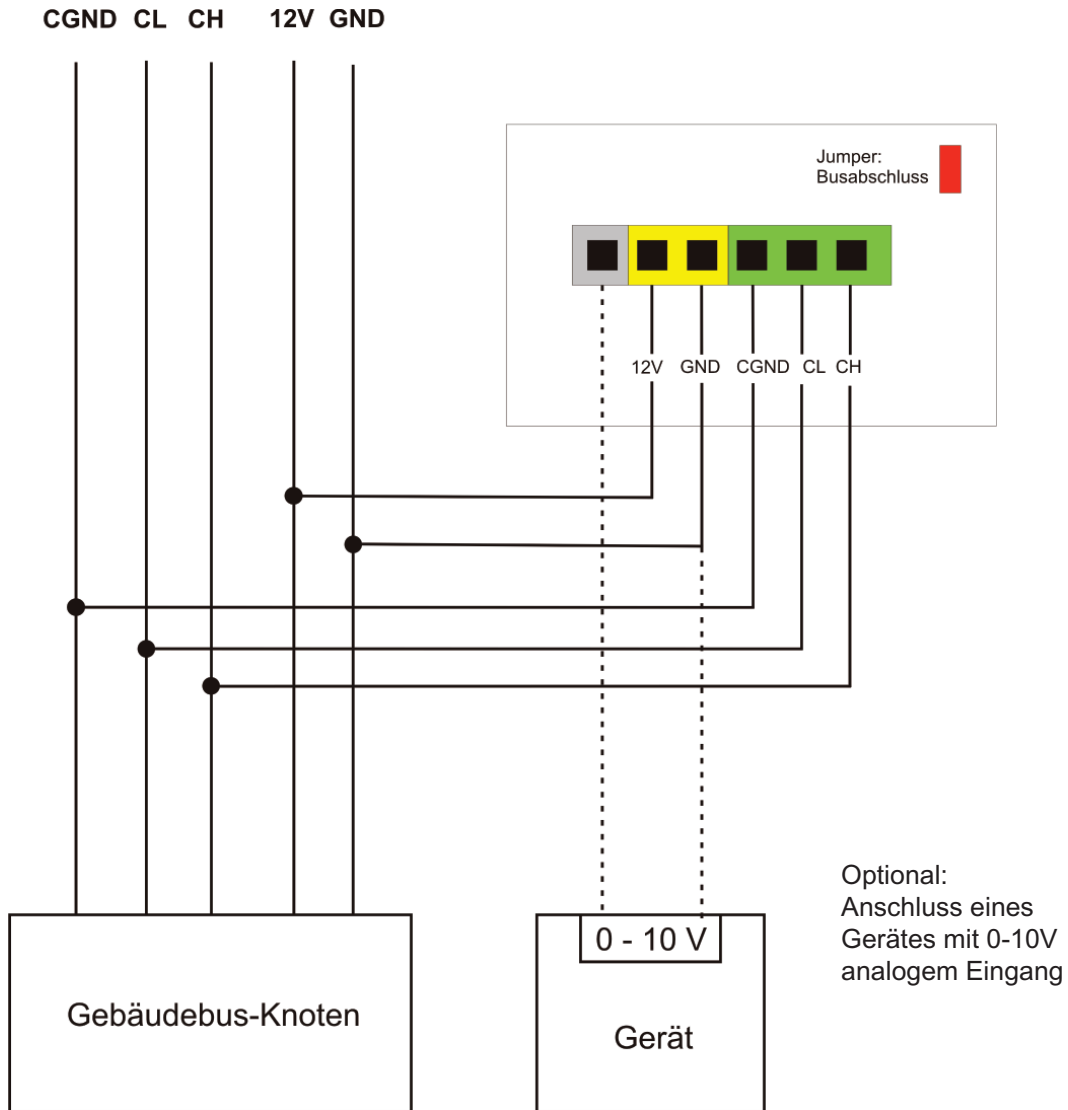 CGND CL CH 12V GND
Jumper:
Busabschluss
12V GND CGND CL CH
Optional:
Anschluss eines
Gerätes mit 0-10V
analogem Eingang
0 - 10 V
Gebäudebus-Knoten
Gerät